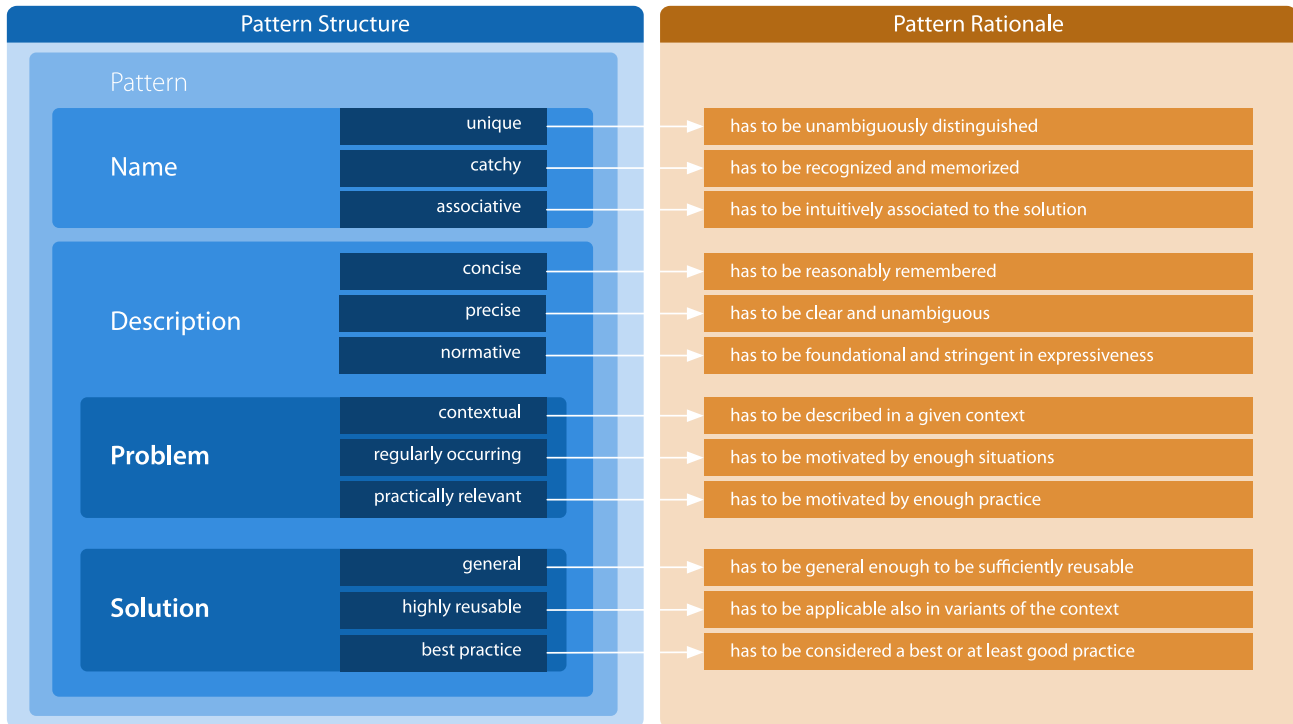 Pattern Structure
Pattern Rationale
Pattern
Name
unique
has to be unambiguously distinguished
catchy
has to be recognized and memorized
associative
has to be intuitively associated to the solution
Description
concise
has to be reasonably remembered
precise
has to be clear and unambiguous
normative
has to be foundational and stringent in expressiveness
Problem
contextual
has to be described in a given context
regularly occurring
has to be motivated by enough situations
practically relevant
has to be motivated by enough practice
Solution
general
has to be general enough to be sufficiently reusable
highly reusable
has to be applicable also in variants of the context
best practice
has to be considered a best or at least good practice